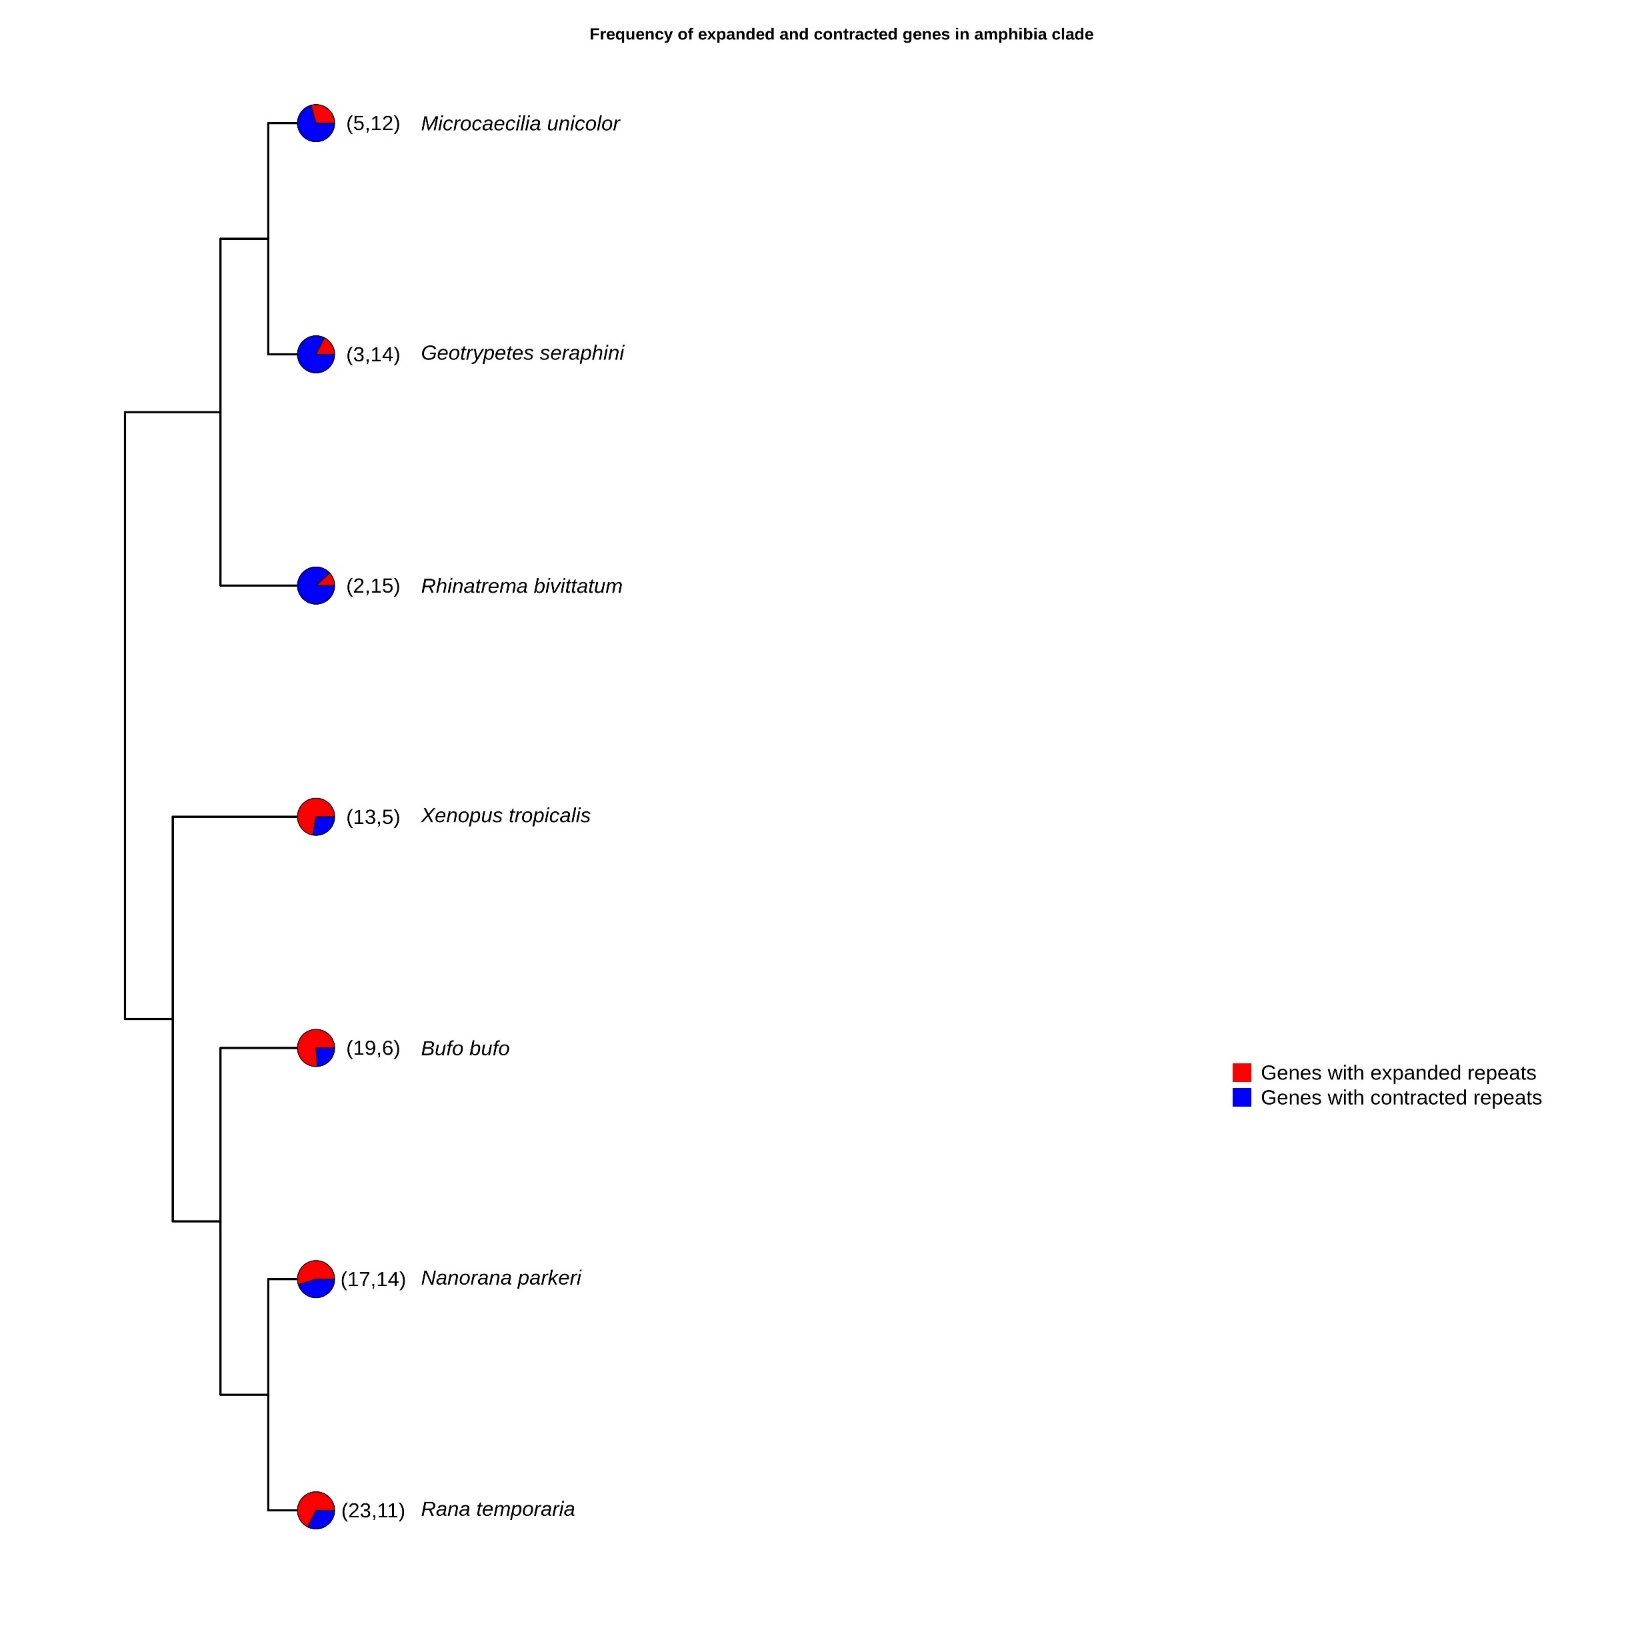 Frequency of expanded and contracted genes in amphibia clade
(5,12) Microcaecilia unicolor
(3,14) Geotrypetes seraphini
(2,15) Rhinatrema bivittatum
(13,5) Xenopus tropicalis
(19,6) Bufo bufo
Genes with expanded repeats
Genes with contracted repeats
(17,14) Nanorana parkeri
(23,11) Rana temporaria